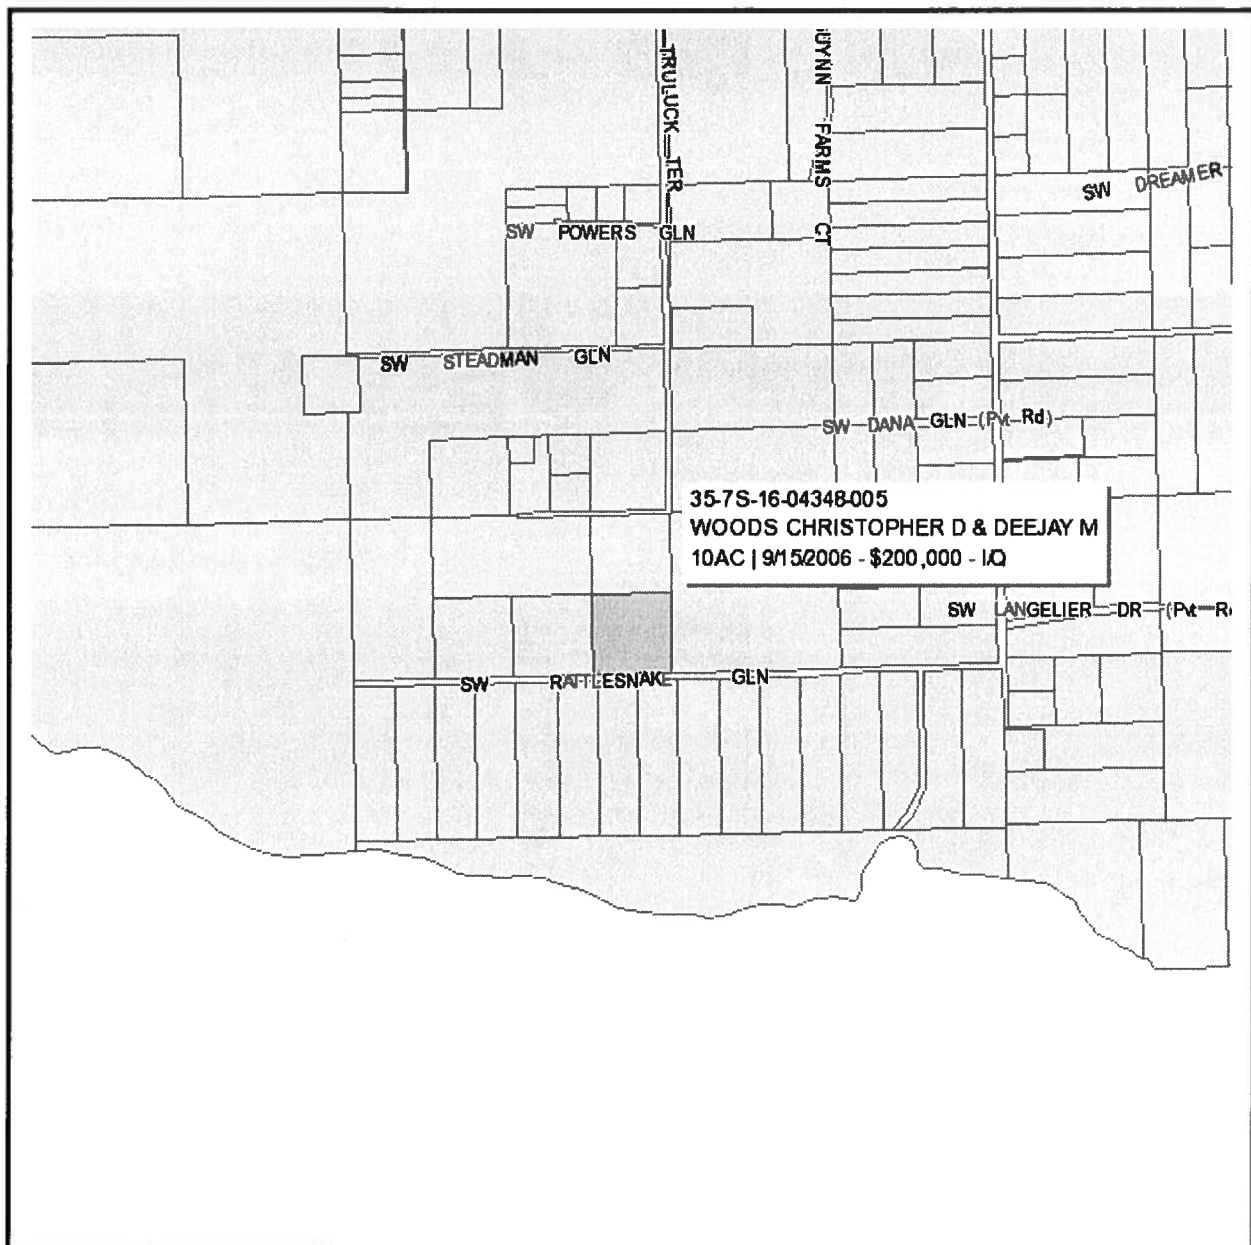 TRULUCK TER
WYNN FARMS CT
SW DREAMER
SW POWERS GLN
SW STEADMAN GLN
SW DANA GLN (Pvt Rd)
35-7S-16-04348-005
WOODS CHRISTOPHER D & DEEJAY M
10AC | 9/15/2006 - $200,000 - I/Q
SW LANGELIER DR (Pvt R
SW RATTLESNAKE GLN